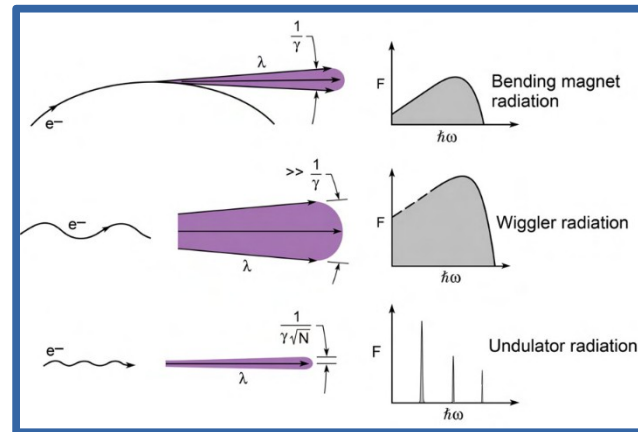 1
γ
λ
e−
F
ħω
Bending magnet
radiation
>> 1
γ
e−
λ
F
ħω
Wiggler radiation
1
γ√N
e−
λ
F
ħω
Undulator radiation